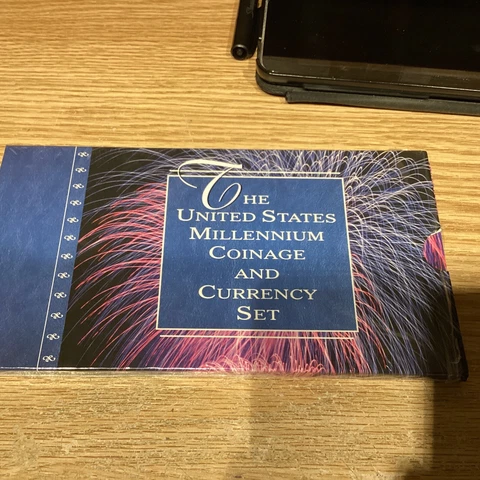 The
United States
Millennium
Coinage
and
Currency
Set